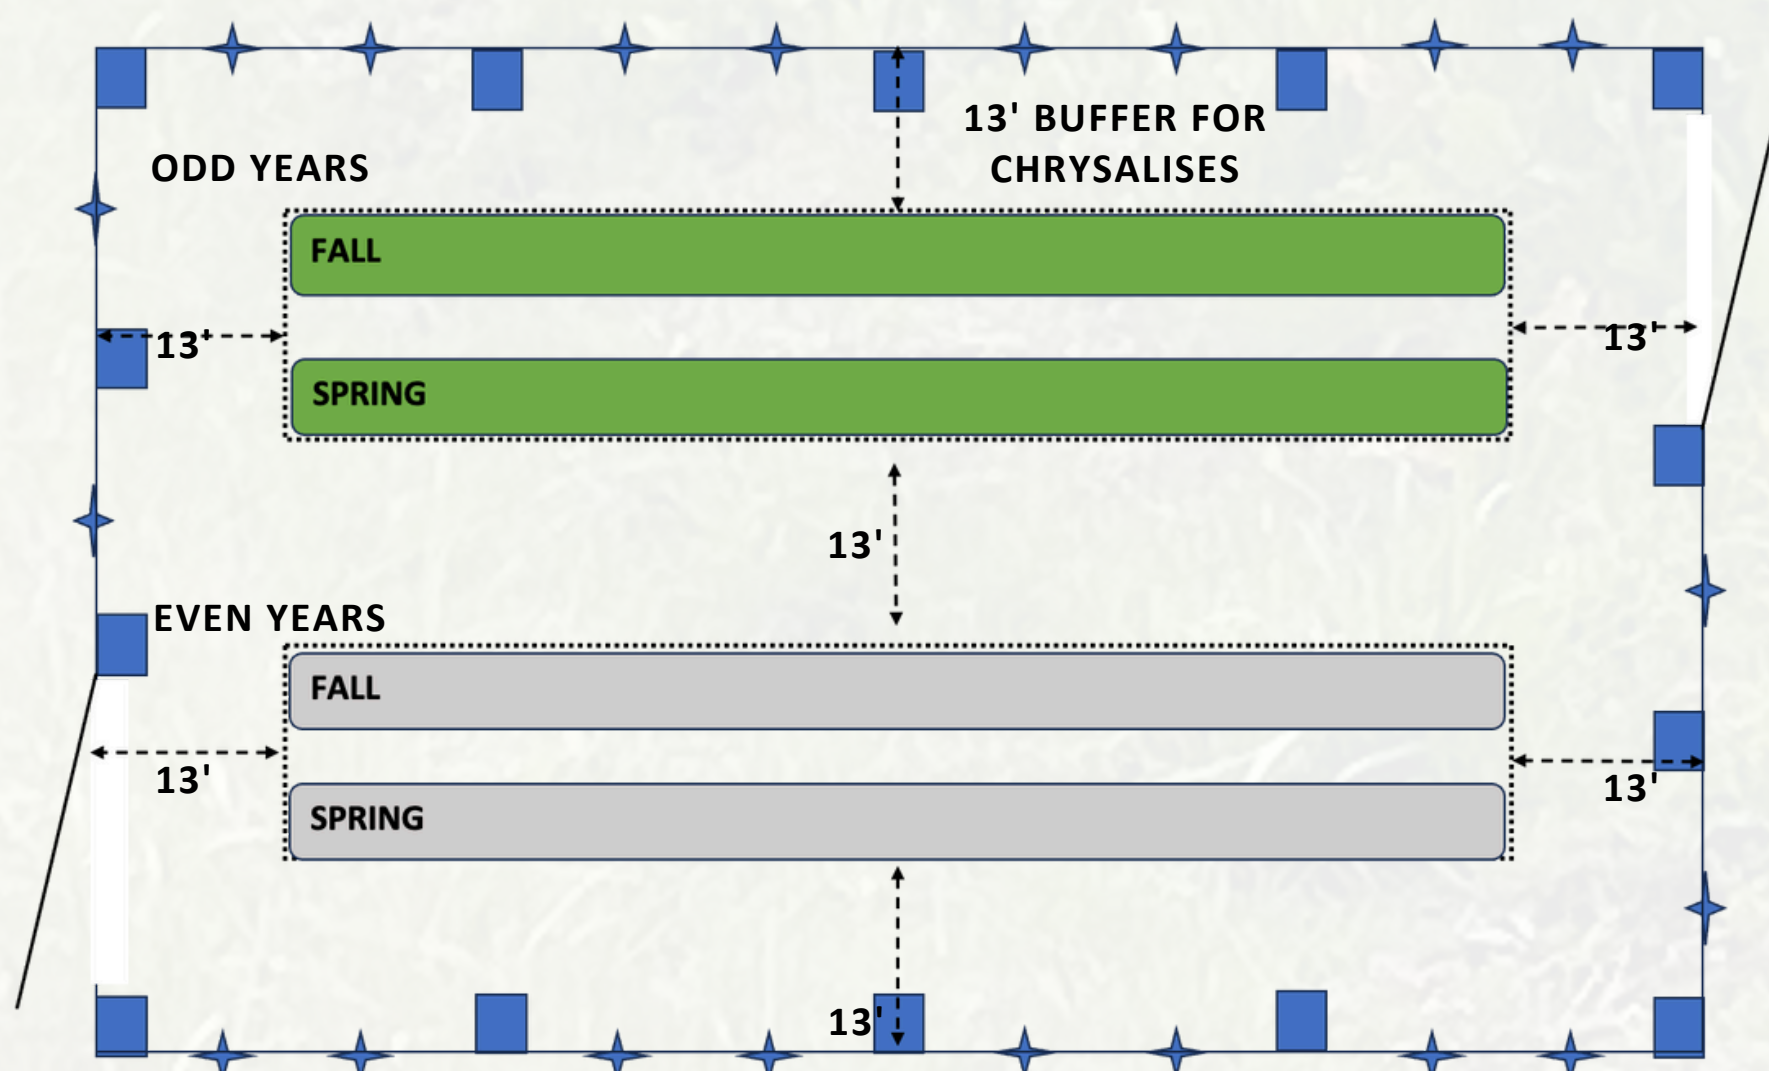 13' BUFFER FOR
CHRYSALISES
ODD YEARS
FALL
13'
13'
SPRING
13'
EVEN YEARS
FALL
13'
13'
SPRING
13'